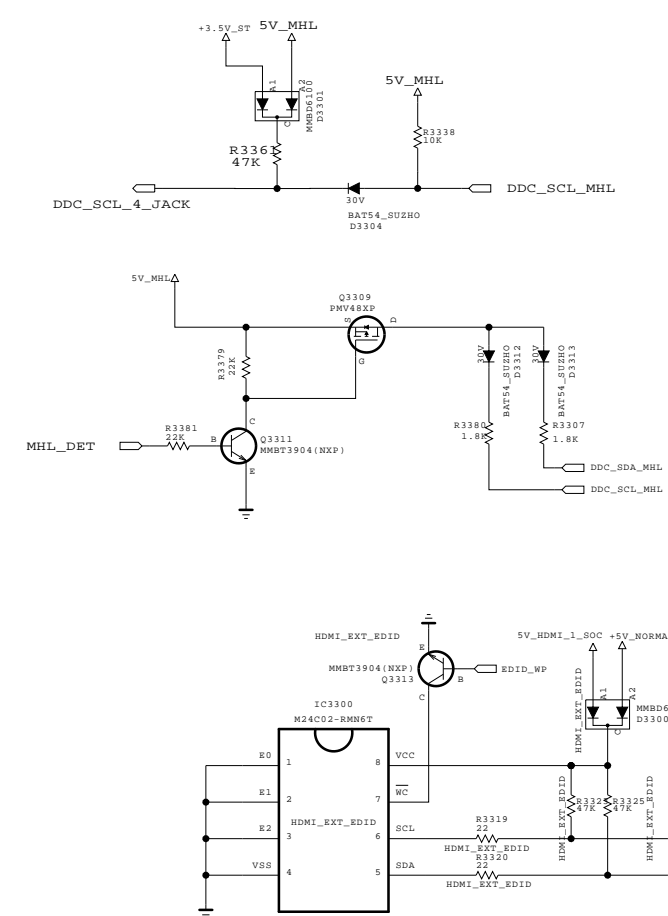 +3.5V_ST
5V_MHL
A1
A2
MMBD6100
D3301
C
R3361
47K
5V_MHL
R3338
10K
DDC_SCL_4_JACK
30V
BAT54_SUZHO
D3304
DDC_SCL_MHL
5V_MHL
Q3309
PMV48XP
S
D
G
R3379
22K
30V
BAT54_SUZHO
D3312
30V
BAT54_SUZHO
D3313
MHL_DET
R3381
22K
B
C
Q3311
MMBT3904(NXP)
E
R3380
1.8K
R3307
1.8K
DDC_SDA_MHL
DDC_SCL_MHL
HDMI_EXT_EDID
E
MMBT3904(NXP)
Q3313
B
C
EDID_WP
5V_HDMI_1_SOC
+5V_NORMA
HDMI_EXT_EDID
A1
A2
MMBD6
D3300
C
IC3300
M24C02-RMN6T
E0
1
8
VCC
E1
2
7
WC
E2
3
HDMI_EXT_EDID
6
SCL
VSS
4
5
SDA
R3319
22
HDMI_EXT_EDID
R3320
22
HDMI_EXT_EDID
HDMI_EXT_EDID
47K
R3325
47K
HDMI_EXT_EDID